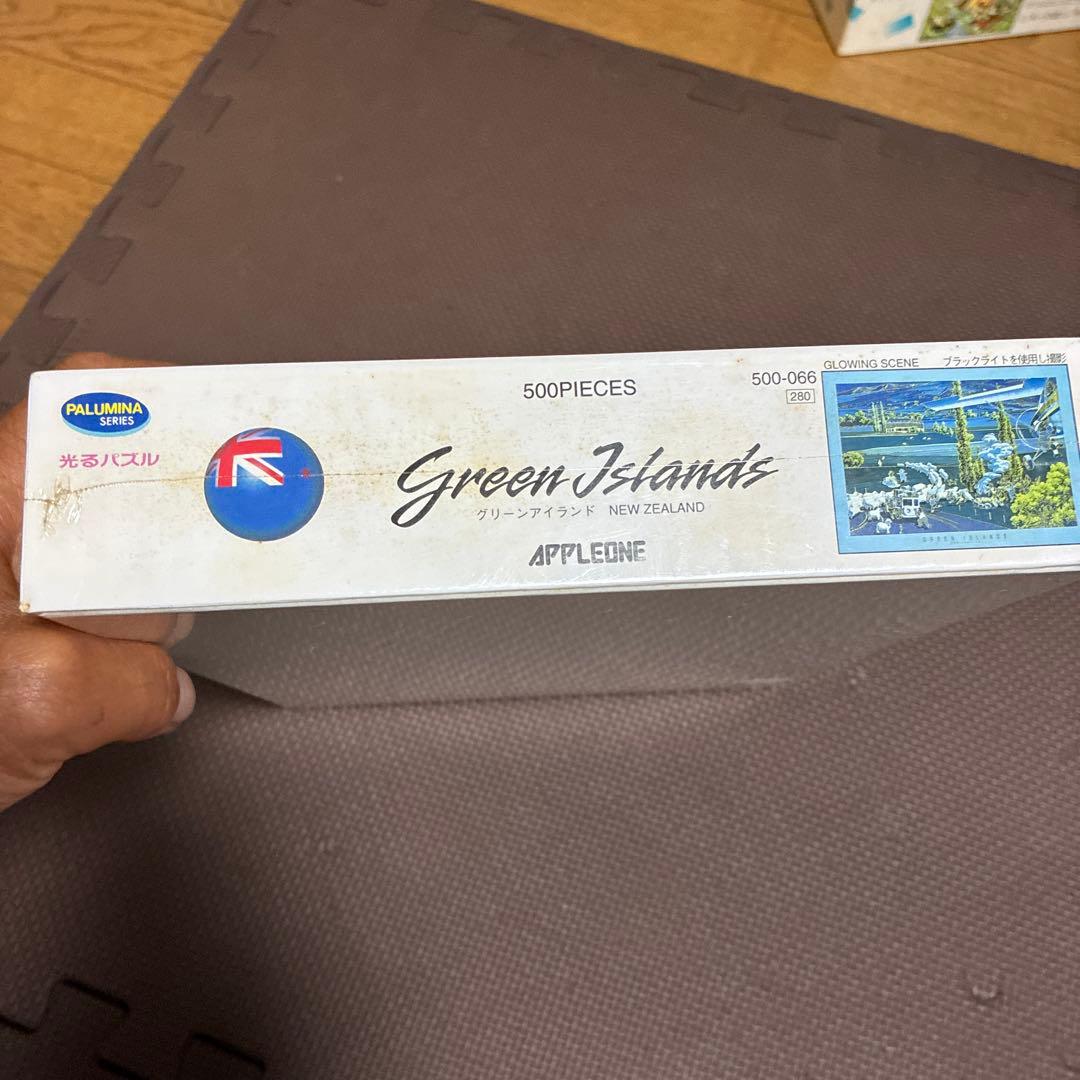 PALUMINA
SERIES
光るパズル
500PIECES
Green Islands
グリーンアイランド NEW ZEALAND
APPLEONE
500-066
280
GLOWING SCENE ブラックライトを使用し撮影
GREEN ISLANDS